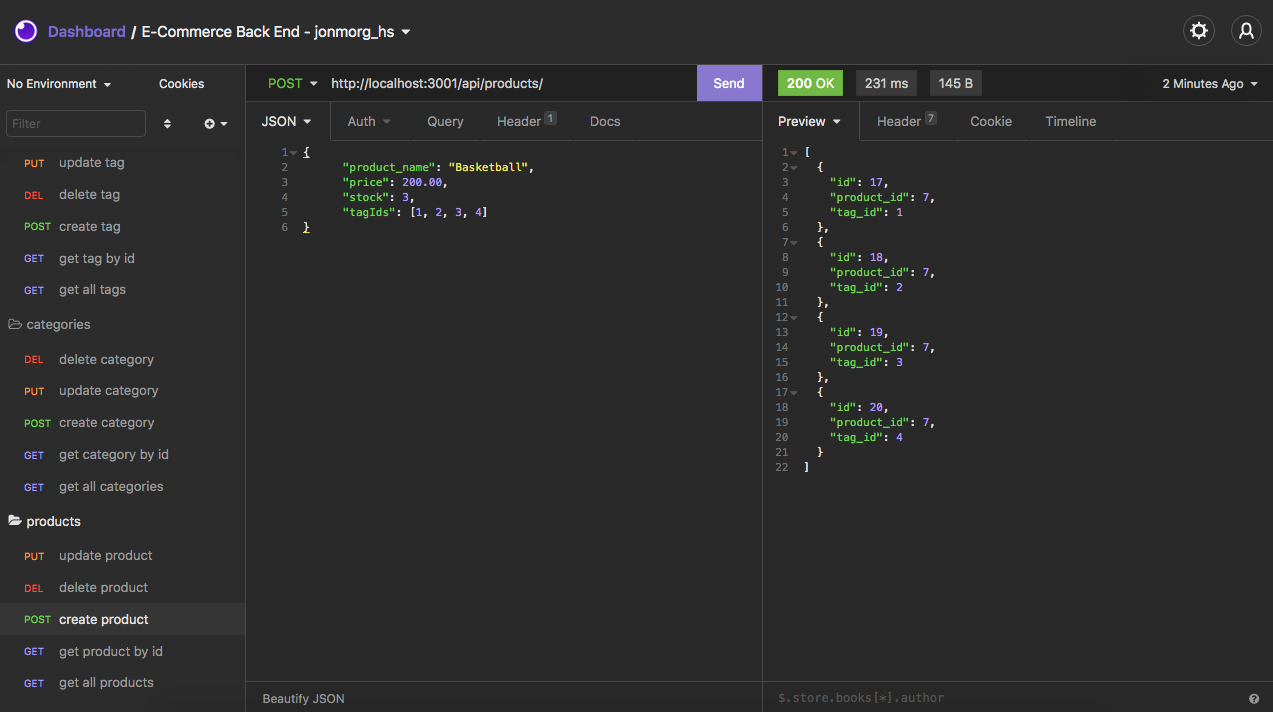 Dashboard / E-Commerce Back End - jonmorg_hs
No Environment Cookies
Filter
PUT update tag
DEL delete tag
POST create tag
GET get tag by id
GET get all tags
categories
DEL delete category
PUT update category
POST create category
GET get category by id
GET get all categories
products
PUT update product
DEL delete product
POST create product
GET get product by id
GET get all products
POST http://localhost:3001/api/products/ Send
JSON Auth Query Header 1 Docs
1 {
2 "product_name": "Basketball",
3 "price": 200.00,
4 "stock": 3,
5 "tagIds": [1, 2, 3, 4]
6 }
Beautify JSON
200 OK 231 ms 145 B 2 Minutes Ago
Preview Header 7 Cookie Timeline
1 [
2 {
3 "id": 17,
4 "product_id": 7,
5 "tag_id": 1
6 },
7 {
8 "id": 18,
9 "product_id": 7,
10 "tag_id": 2
11 },
12 {
13 "id": 19,
14 "product_id": 7,
15 "tag_id": 3
16 },
17 {
18 "id": 20,
19 "product_id": 7,
20 "tag_id": 4
21 }
22 ]
$.store.books[*].author